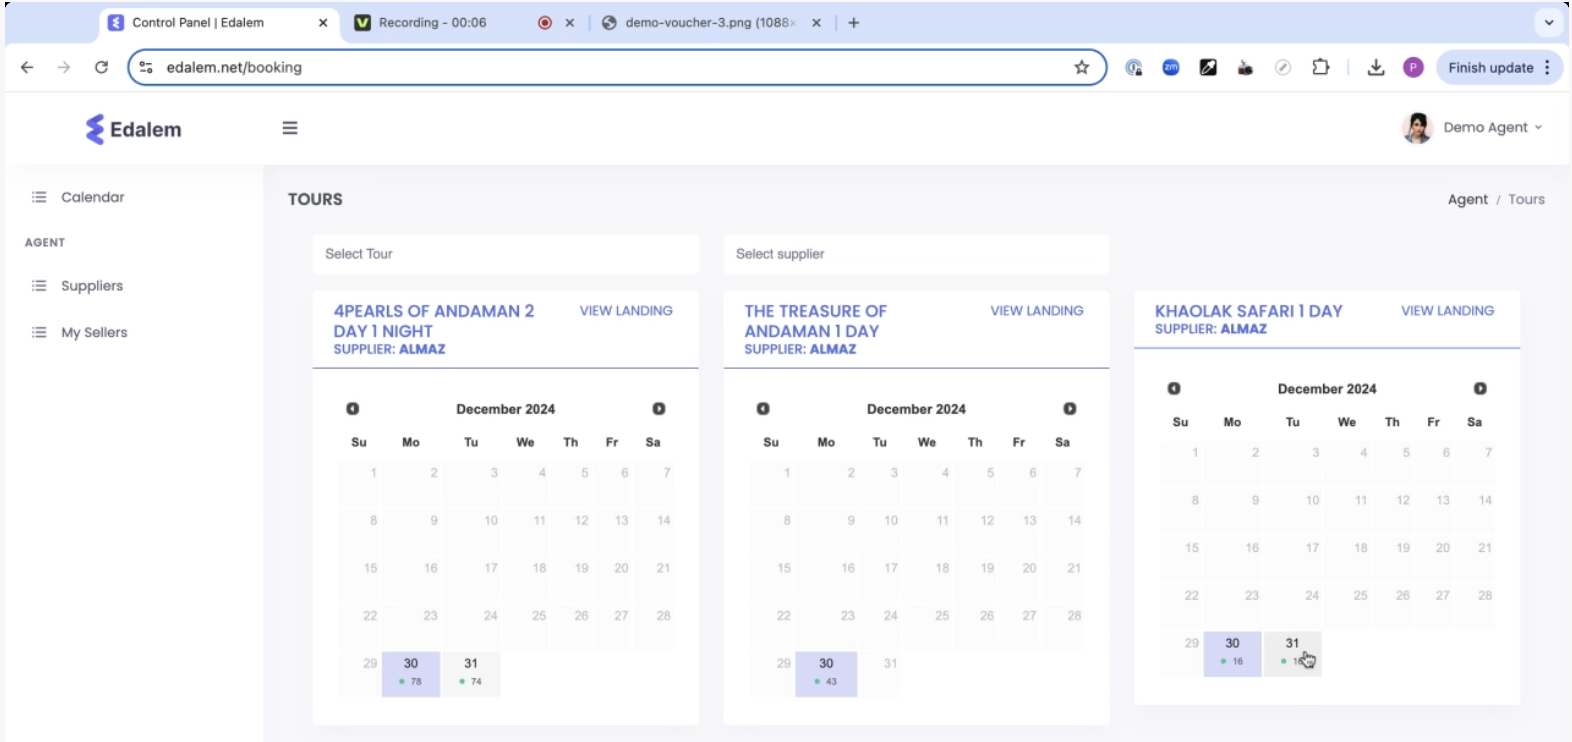 Control Panel | Edalem
Recording - 00:06
demo-voucher-3.png (1088×
edalem.net/booking
zm
P
Finish update
Edalem
Demo Agent
Calendar
AGENT
Suppliers
My Sellers
TOURS
Agent / Tours
Select Tour
Select supplier
4PEARLS OF ANDAMAN 2
DAY 1 NIGHT
VIEW LANDING
SUPPLIER: ALMAZ
December 2024
Su Mo Tu We Th Fr Sa
1 2 3 4 5 6 7
8 9 10 11 12 13 14
15 16 17 18 19 20 21
22 23 24 25 26 27 28
29 30 31
78 74
THE TREASURE OF
ANDAMAN 1 DAY
VIEW LANDING
SUPPLIER: ALMAZ
December 2024
Su Mo Tu We Th Fr Sa
1 2 3 4 5 6 7
8 9 10 11 12 13 14
15 16 17 18 19 20 21
22 23 24 25 26 27 28
29 30 31
43
KHAOLAK SAFARI 1 DAY
VIEW LANDING
SUPPLIER: ALMAZ
December 2024
Su Mo Tu We Th Fr Sa
1 2 3 4 5 6 7
8 9 10 11 12 13 14
15 16 17 18 19 20 21
22 23 24 25 26 27 28
29 30 31
16